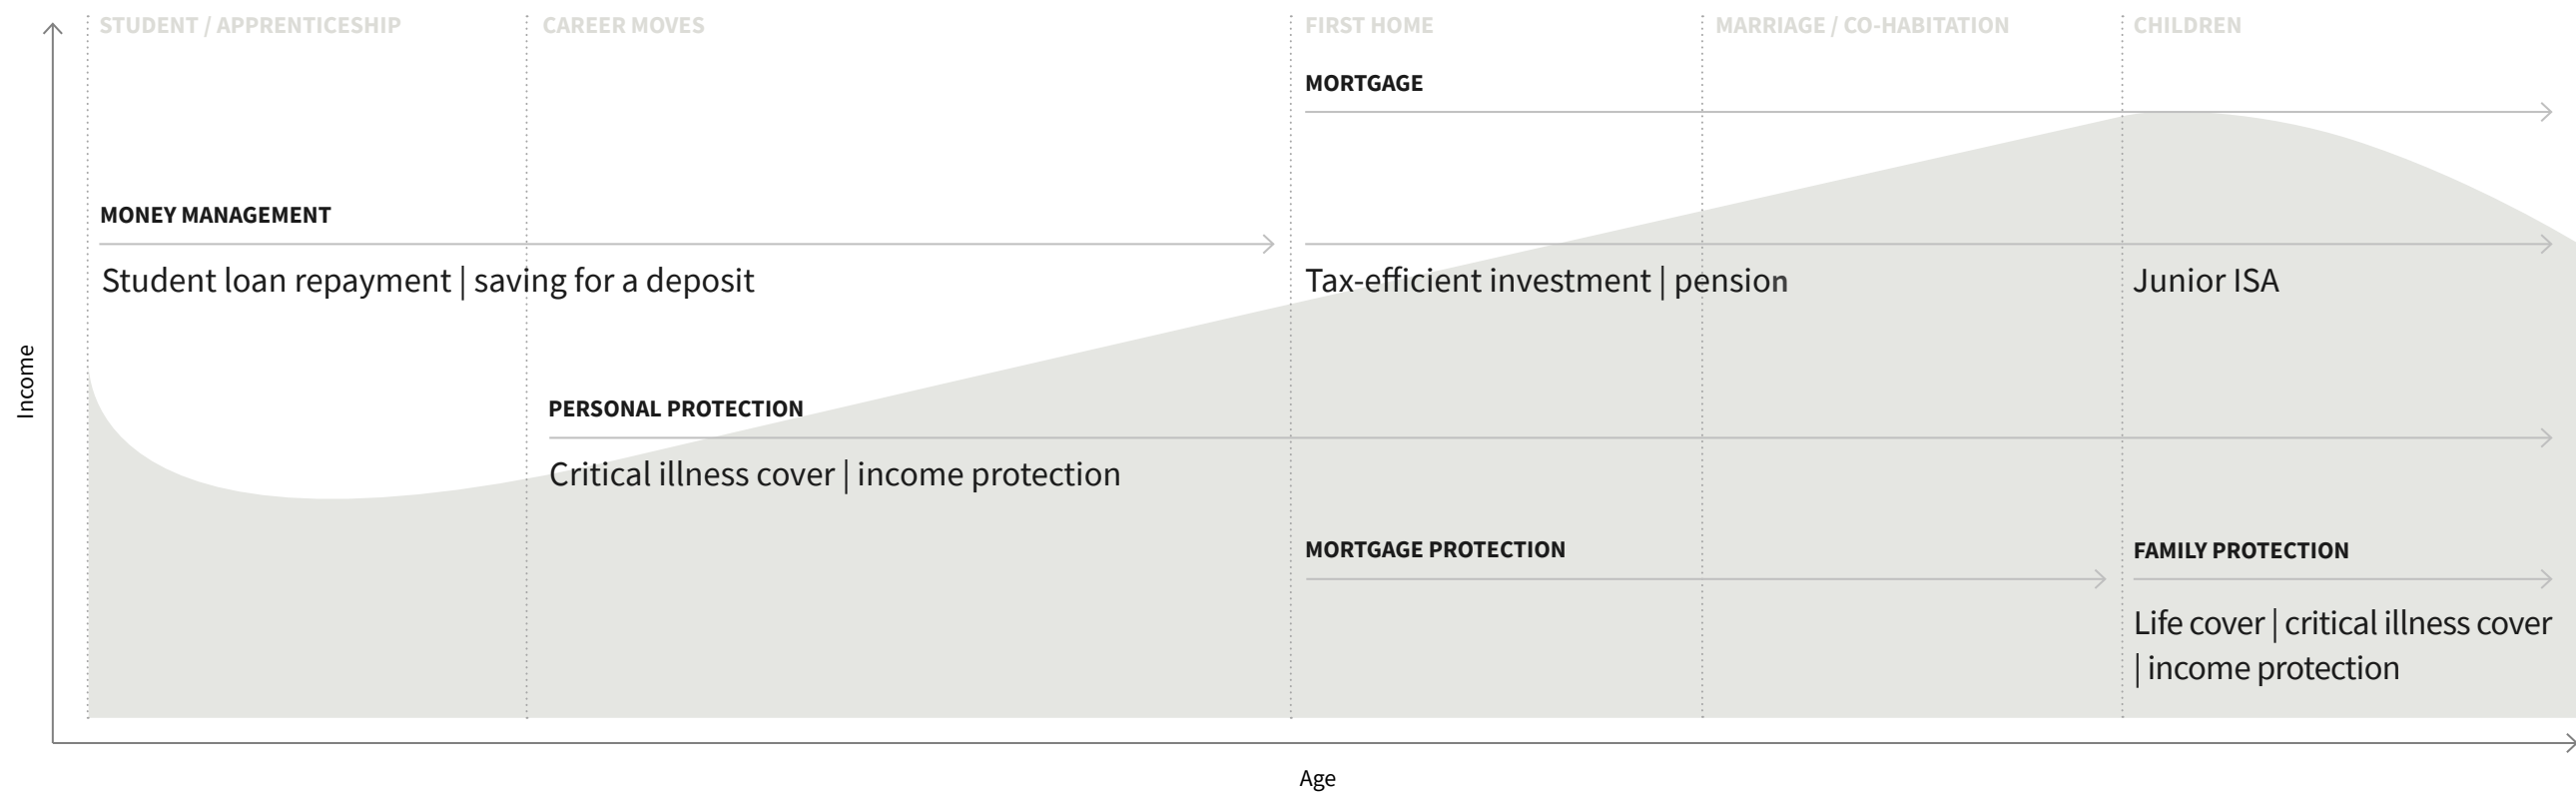 STUDENT / APPRENTICESHIP
CAREER MOVES
FIRST HOME
MARRIAGE / CO-HABITATION
CHILDREN
MORTGAGE
MONEY MANAGEMENT
Student loan repayment | saving for a deposit
Tax-efficient investment | pension
Junior ISA
Income
PERSONAL PROTECTION
Critical illness cover | income protection
MORTGAGE PROTECTION
FAMILY PROTECTION
Life cover | critical illness cover
| income protection
Age